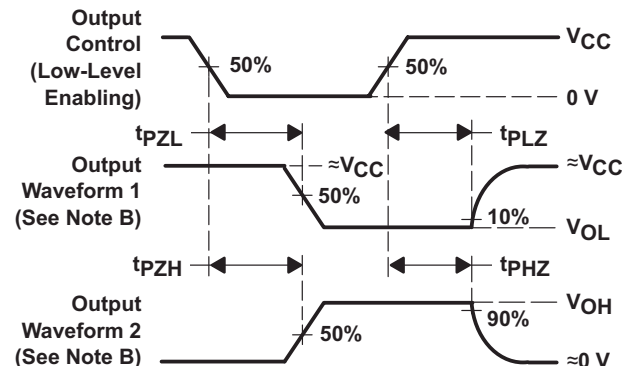 Output
Control
(Low-Level
Enabling)
50%
50%
VCC
0 V
tPZL
tPLZ
Output
Waveform 1
(See Note B)
≈VCC
50%
≈VCC
10%
VOL
tPZH
tPHZ
Output
Waveform 2
(See Note B)
50%
VOH
90%
≈0 V